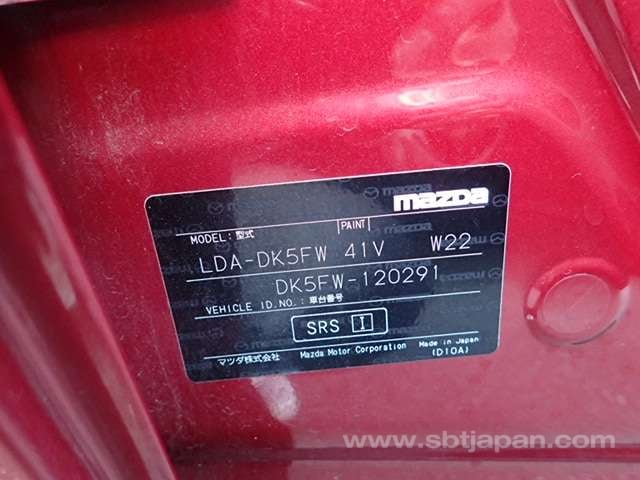 mazda
MODEL: 型式 PAINT
LDA-DK5FW 41V W22
DK5FW-120291
VEHICLE ID.NO.: 車台番号
SRS I
マツダ株式会社 Mazda Motor Corporation Made in Japan
(D10A)
www.sbtjapan.com